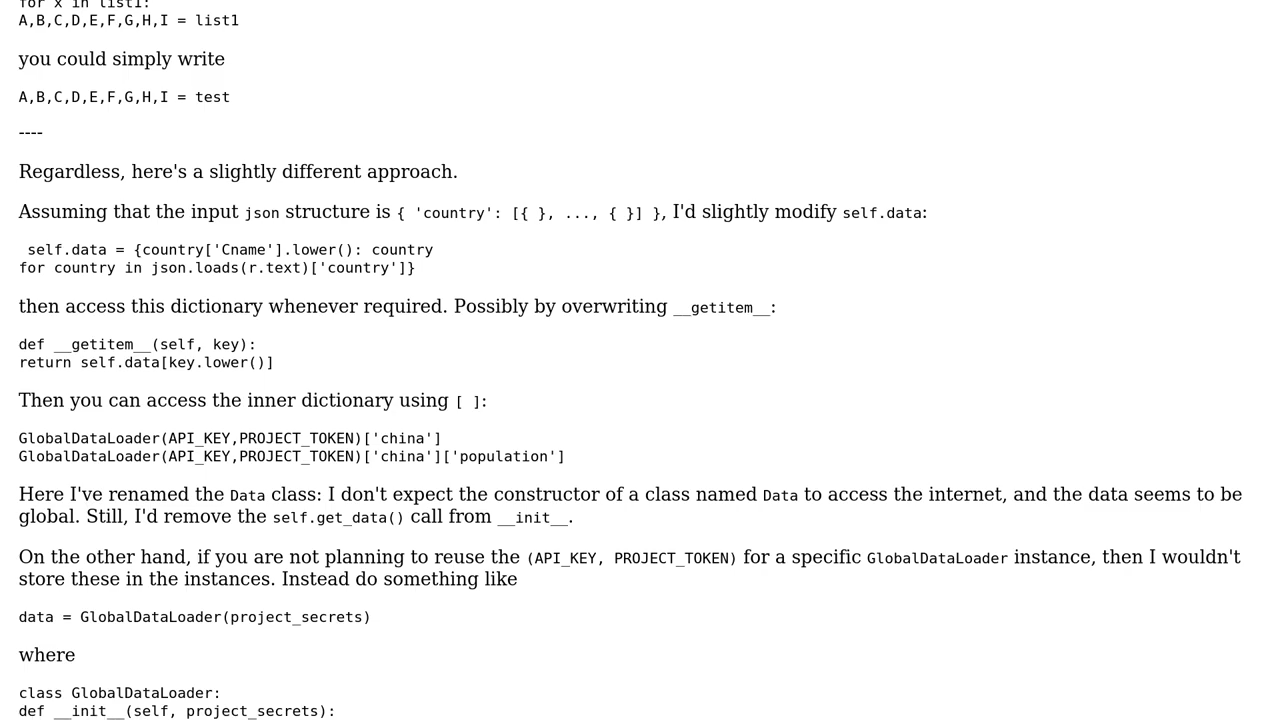 for x in list1:
A,B,C,D,E,F,G,H,I = list1
you could simply write
A,B,C,D,E,F,G,H,I = test
----
Regardless, here's a slightly different approach.
Assuming that the input json structure is { 'country': [{ }, ..., { }] }, I'd slightly modify self.data:
self.data = {country['Cname'].lower(): country
for country in json.loads(r.text)['country']}
then access this dictionary whenever required. Possibly by overwriting __getitem__:
def __getitem__(self, key):
return self.data[key.lower()]
Then you can access the inner dictionary using [ ]:
GlobalDataLoader(API_KEY,PROJECT_TOKEN)['china']
GlobalDataLoader(API_KEY,PROJECT_TOKEN)['china']['population']
Here I've renamed the Data class: I don't expect the constructor of a class named Data to access the internet, and the data seems to be
global. Still, I'd remove the self.get_data() call from __init__.
On the other hand, if you are not planning to reuse the (API_KEY, PROJECT_TOKEN) for a specific GlobalDataLoader instance, then I wouldn't
store these in the instances. Instead do something like
data = GlobalDataLoader(project_secrets)
where
class GlobalDataLoader:
def __init__(self, project_secrets):